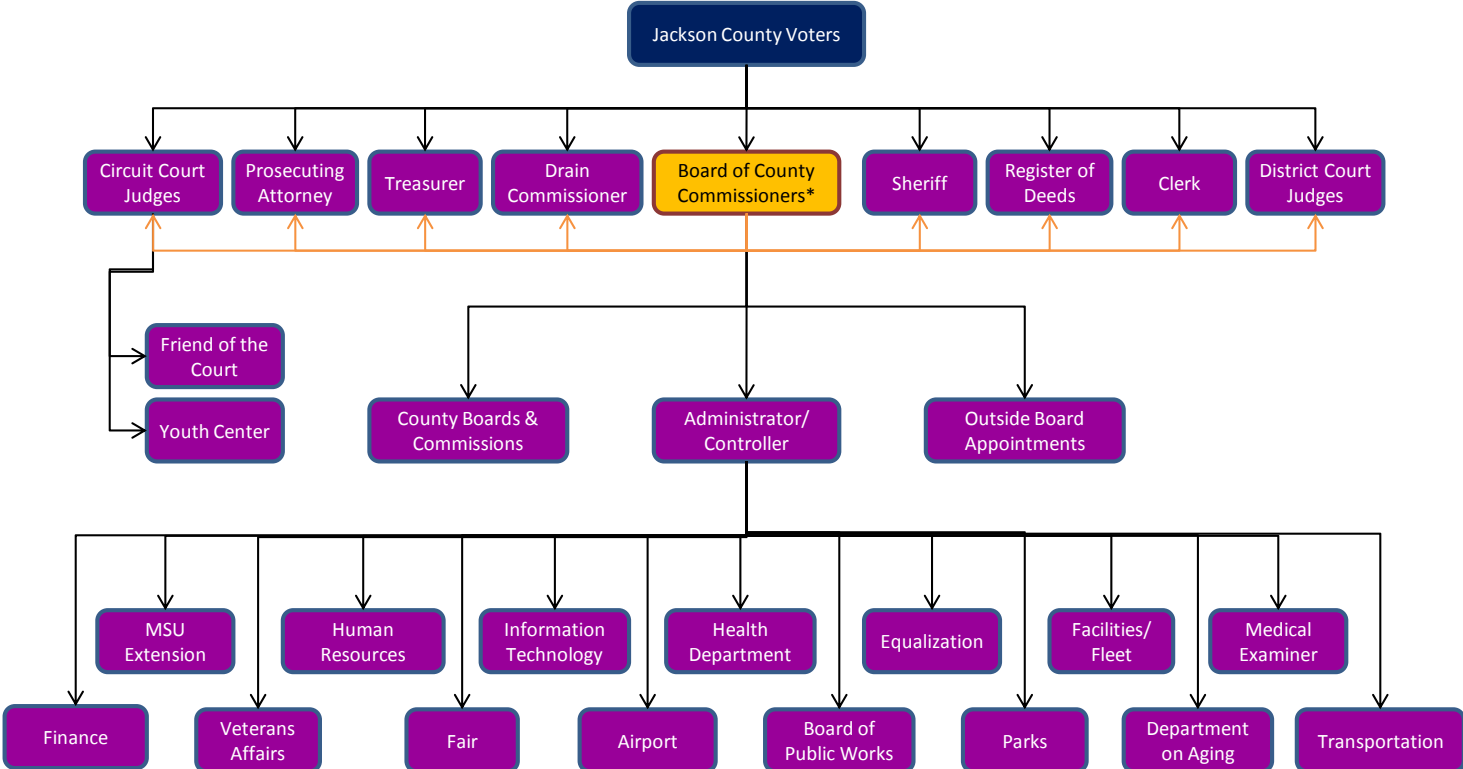 Jackson County Voters
Circuit Court
Judges
Prosecuting
Attorney
Treasurer
Drain
Commissioner
Board of County
Commissioners*
Sheriff
Register of
Deeds
Clerk
District Court
Judges
Friend of the
Court
Youth Center
County Boards &
Commissions
Administrator/
Controller
Outside Board
Appointments
MSU
Extension
Human
Resources
Information
Technology
Health
Department
Equalization
Facilities/
Fleet
Medical
Examiner
Finance
Veterans
Affairs
Fair
Airport
Board of
Public Works
Parks
Department
on Aging
Transportation